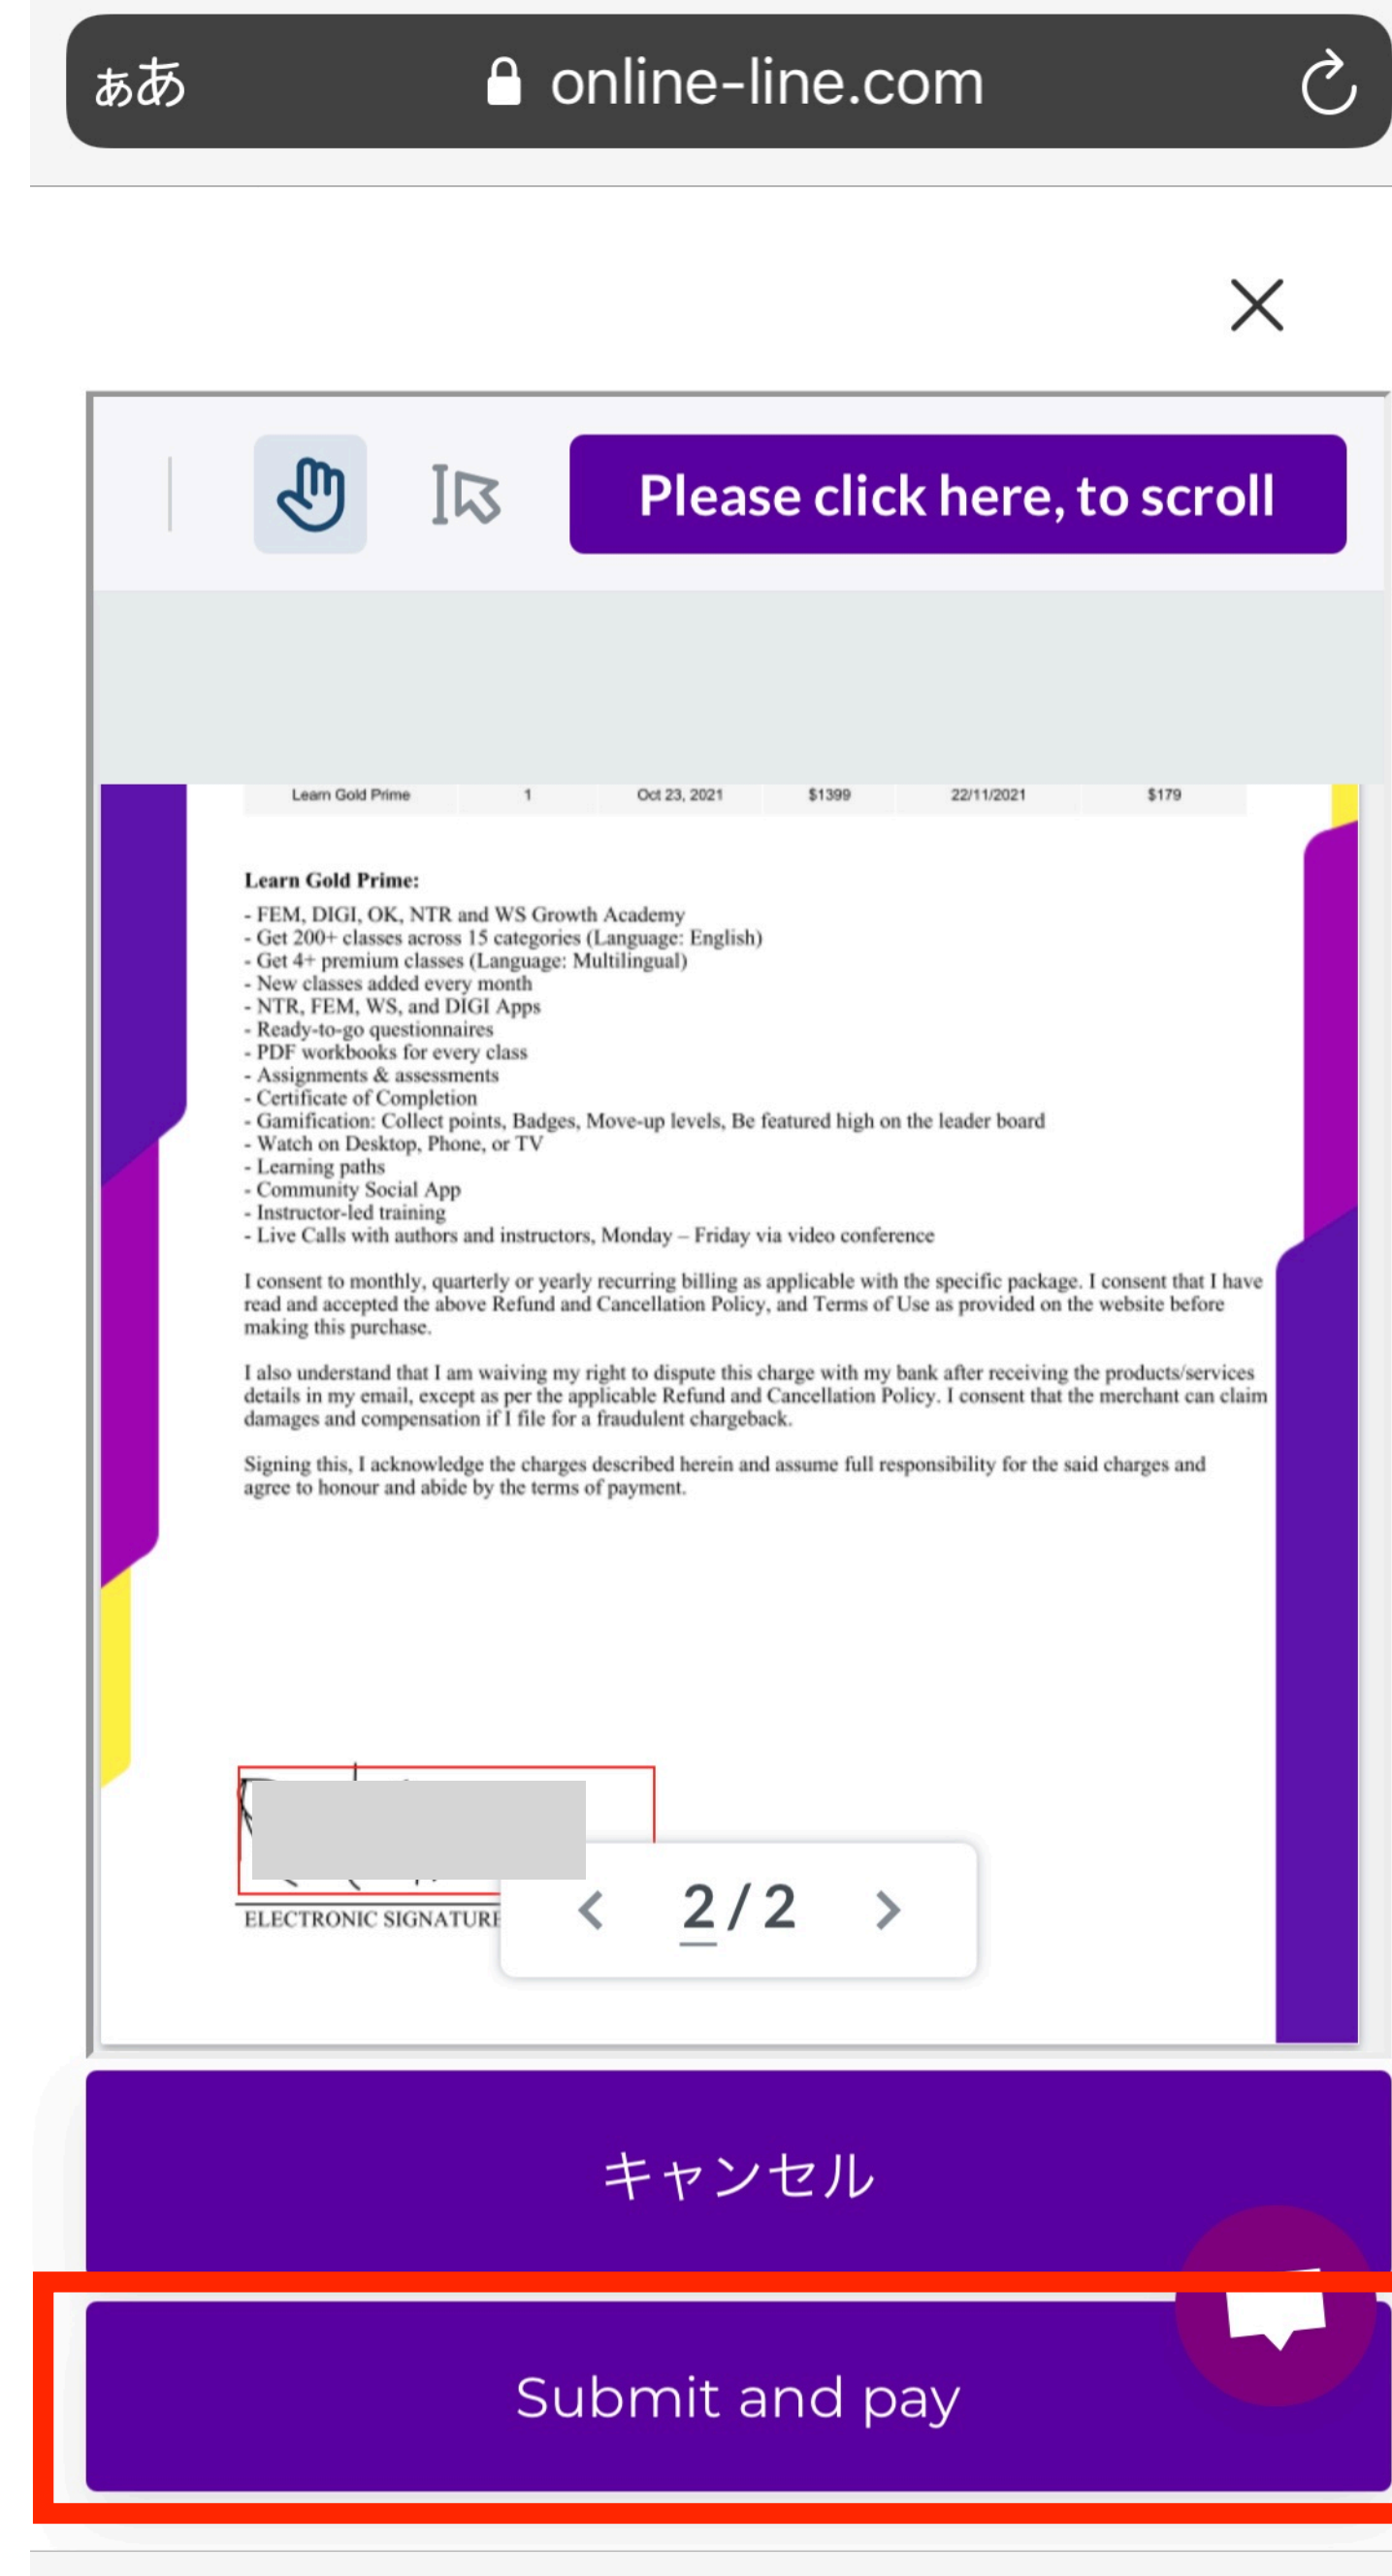 ぁあ online-line.com
Please click here, to scroll
Learn Gold Prime 1 Oct 23, 2021 $1399 22/11/2021 $179
Learn Gold Prime:
- FEM, DIGI, OK, NTR and WS Growth Academy
- Get 200+ classes across 15 categories (Language: English)
- Get 4+ premium classes (Language: Multilingual)
- New classes added every month
- NTR, FEM, WS, and DIGI Apps
- Ready-to-go questionnaires
- PDF workbooks for every class
- Assignments & assessments
- Certificate of Completion
- Gamification: Collect points, Badges, Move-up levels, Be featured high on the leader board
- Watch on Desktop, Phone, or TV
- Learning paths
- Community Social App
- Instructor-led training
- Live Calls with authors and instructors, Monday – Friday via video conference
I consent to monthly, quarterly or yearly recurring billing as applicable with the specific package. I consent that I have
read and accepted the above Refund and Cancellation Policy, and Terms of Use as provided on the website before
making this purchase.
I also understand that I am waiving my right to dispute this charge with my bank after receiving the products/services
details in my email, except as per the applicable Refund and Cancellation Policy. I consent that the merchant can claim
damages and compensation if I file for a fraudulent chargeback.
Signing this, I acknowledge the charges described herein and assume full responsibility for the said charges and
agree to honour and abide by the terms of payment.
ELECTRONIC SIGNATURE
2/2
キャンセル
Submit and pay